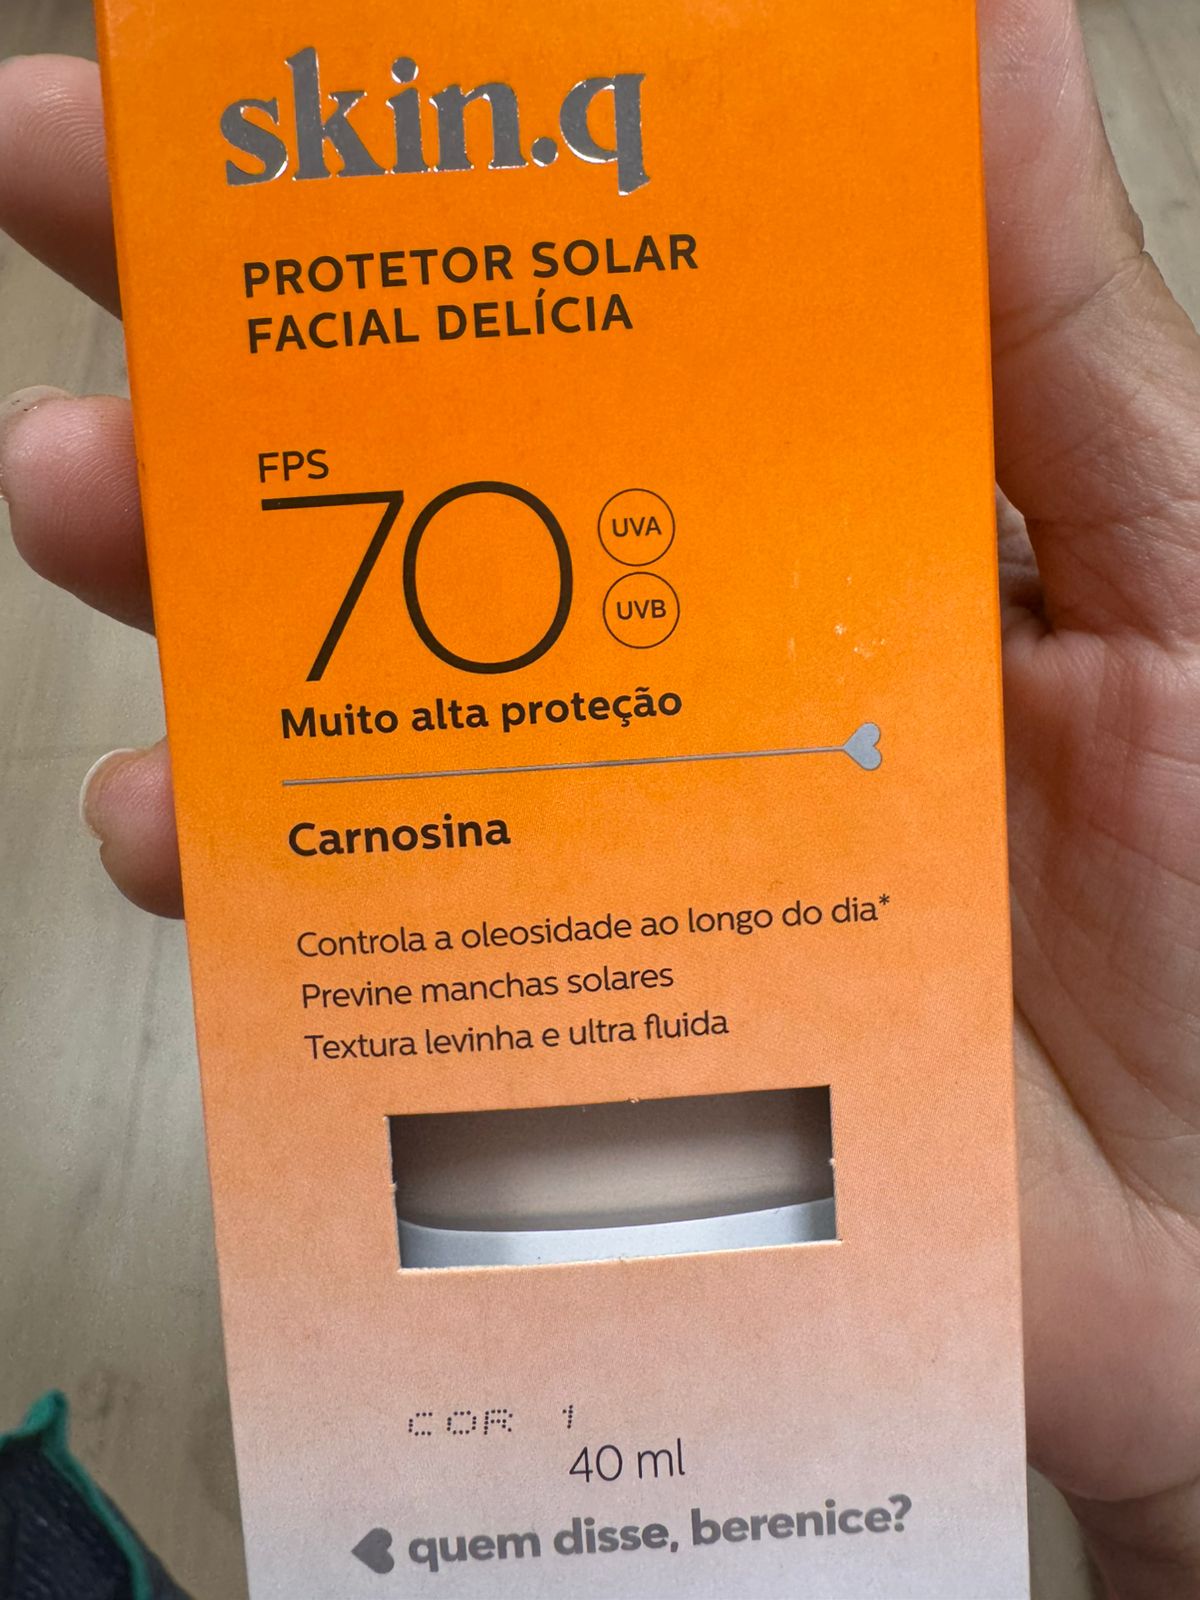 skin.q
PROTETOR SOLAR
FACIAL DELÍCIA
FPS
70
UVA
UVB
Muito alta proteção
Carnosina
Controla a oleosidade ao longo do dia*
Previne manchas solares
Textura levinha e ultra fluida
COR 1
40 ml
quem disse, berenice?